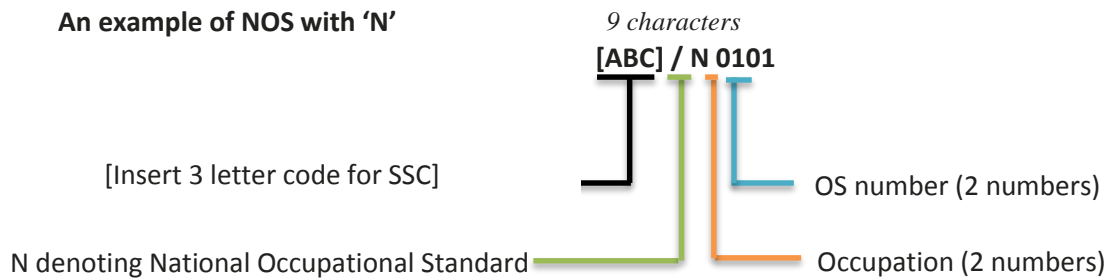 An example of NOS with ‘N’
9 characters
[ABC] / N 0101
[Insert 3 letter code for SSC]
OS number (2 numbers)
N denoting National Occupational Standard
Occupation (2 numbers)